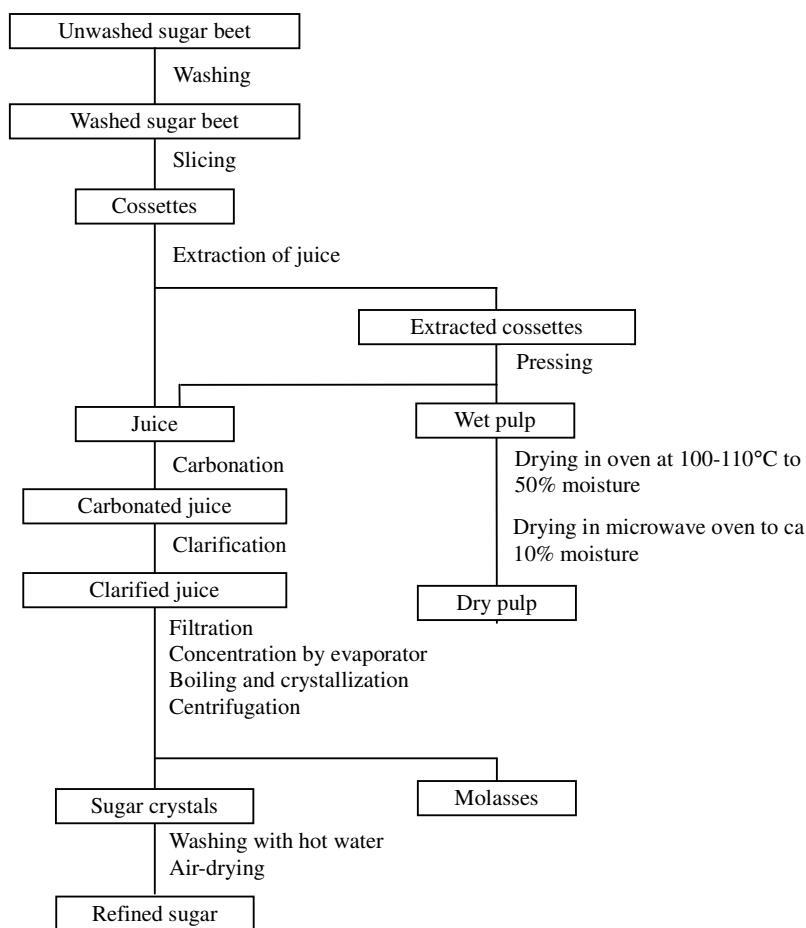 Unwashed sugar beet
Washing
Washed sugar beet
Slicing
Cossettes
Extraction of juice
Extracted cossettes
Pressing
Juice
Wet pulp
Carbonation
Drying in oven at 100-110°C to
50% moisture
Carbonated juice
Drying in microwave oven to ca
10% moisture
Clarification
Clarified juice
Dry pulp
Filtration
Concentration by evaporator
Boiling and crystallization
Centrifugation
Sugar crystals
Molasses
Washing with hot water
Air-drying
Refined sugar